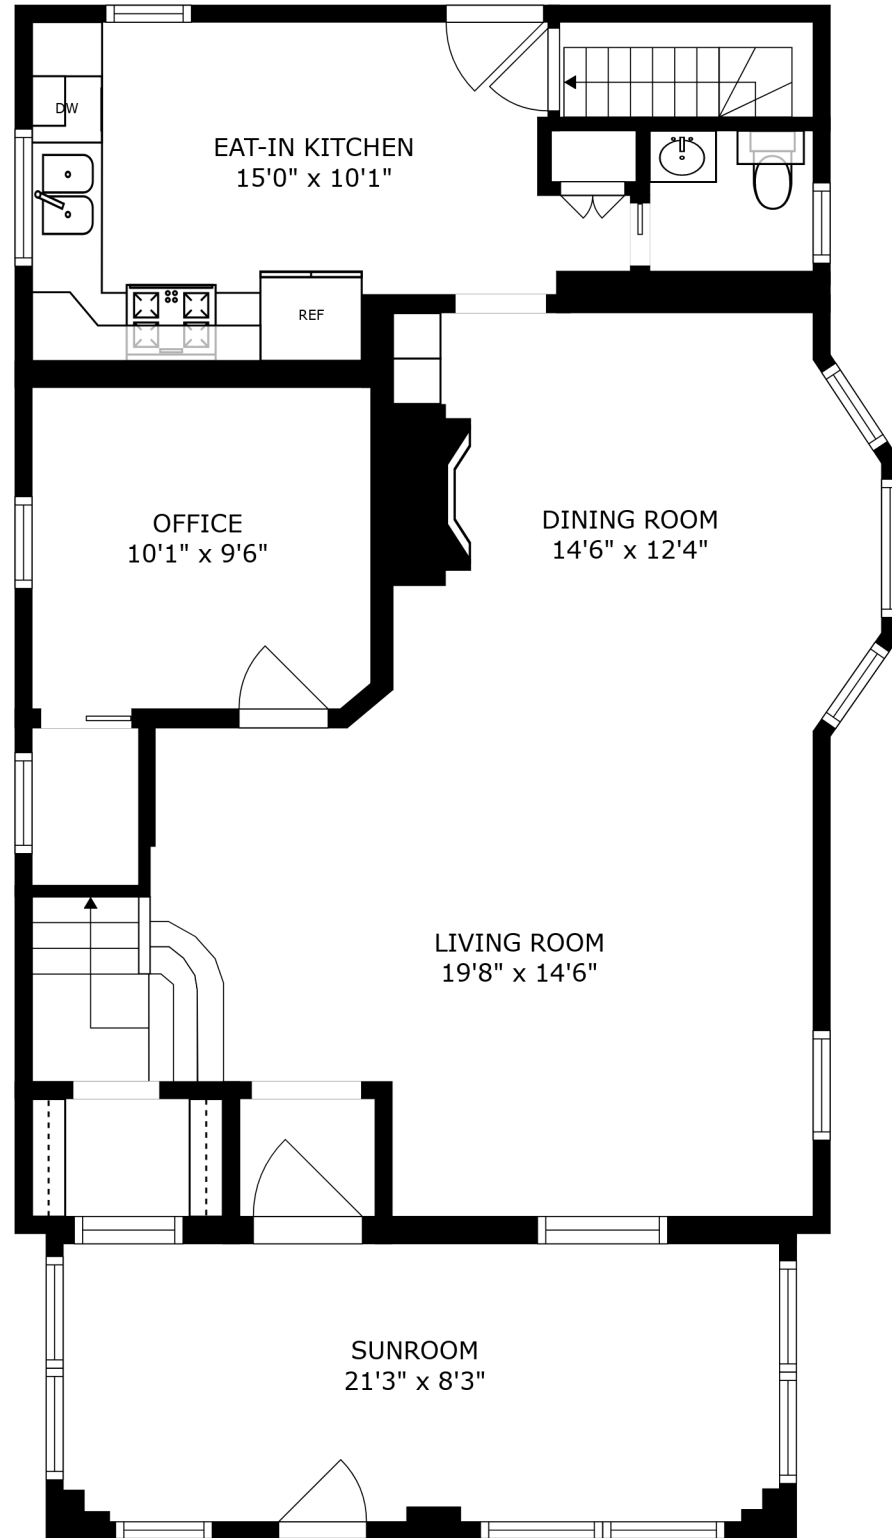 DW
EAT-IN KITCHEN
15'0" x 10'1"
REF
OFFICE
10'1" x 9'6"
DINING ROOM
14'6" x 12'4"
LIVING ROOM
19'8" x 14'6"
SUNROOM
21'3" x 8'3"